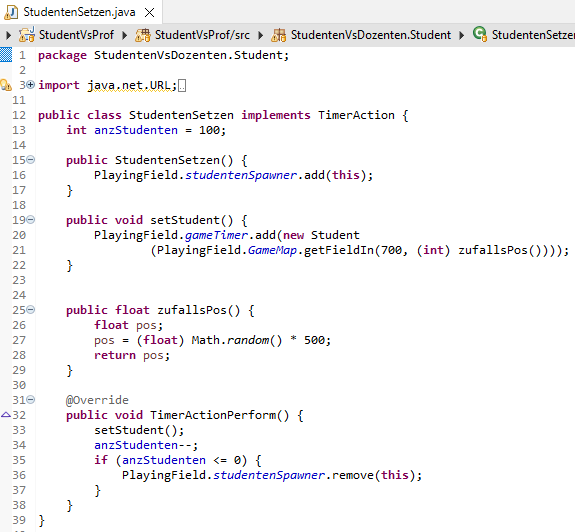 StudentenSetzen.java
StudentVsProf StudentVsProf/src StudentenVsDozenten.Student StudentenSetze
1 package StudentenVsDozenten.Student;
2
3 import java.net.URL;
11
12 public class StudentenSetzen implements TimerAction {
13 int anzStudenten = 100;
14
15 public StudentenSetzen() {
16 PlayingField.studentenSpawner.add(this);
17 }
18
19 public void setStudent() {
20 PlayingField.gameTimer.add(new Student
21 (PlayingField.GameMap.getFieldIn(700, (int) zufallsPos())));
22 }
23
24
25 public float zufallsPos() {
26 float pos;
27 pos = (float) Math.random() * 500;
28 return pos;
29 }
30
31 @Override
32 public void TimerActionPerform() {
33 setStudent();
34 anzStudenten--;
35 if (anzStudenten <= 0) {
36 PlayingField.studentenSpawner.remove(this);
37 }
38 }
39 }